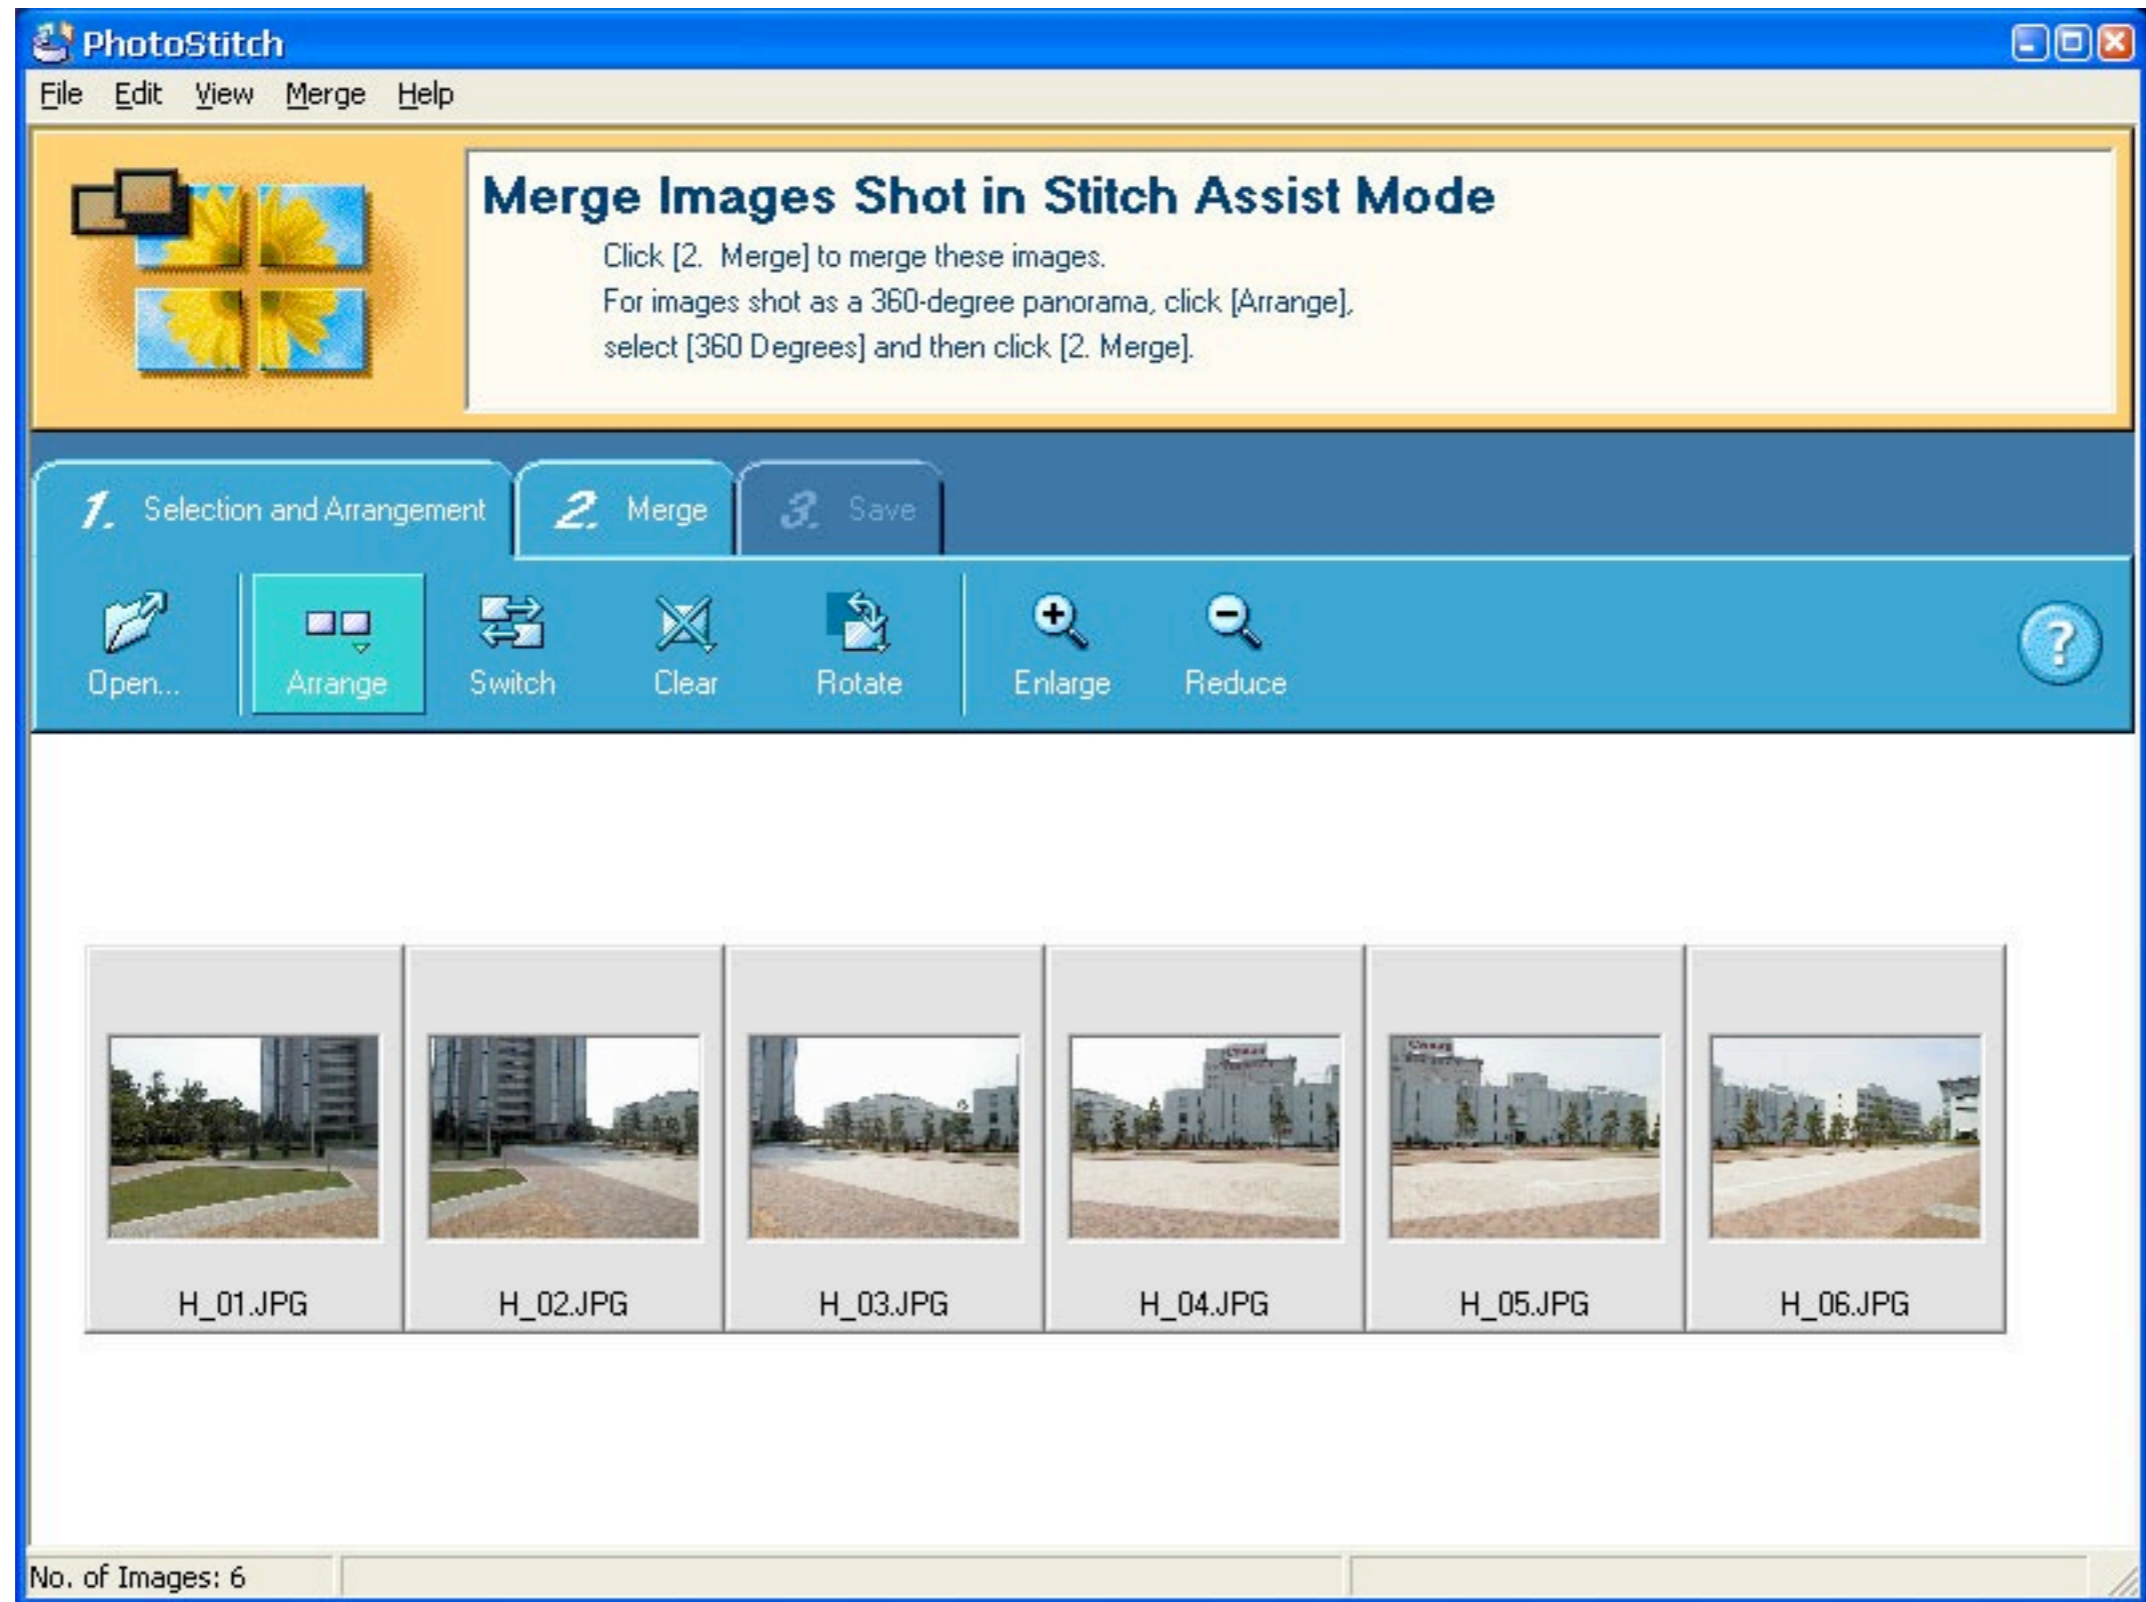 PhotoStitch
File Edit View Merge Help
Merge Images Shot in Stitch Assist Mode
Click [2. Merge] to merge these images.
For images shot as a 360-degree panorama, click [Arrange],
select [360 Degrees] and then click [2. Merge].
1. Selection and Arrangement 2. Merge 3. Save
Open... Arrange Switch Clear Rotate Enlarge Reduce ?
H_01.JPG H_02.JPG H_03.JPG H_04.JPG H_05.JPG H_06.JPG
No. of Images: 6